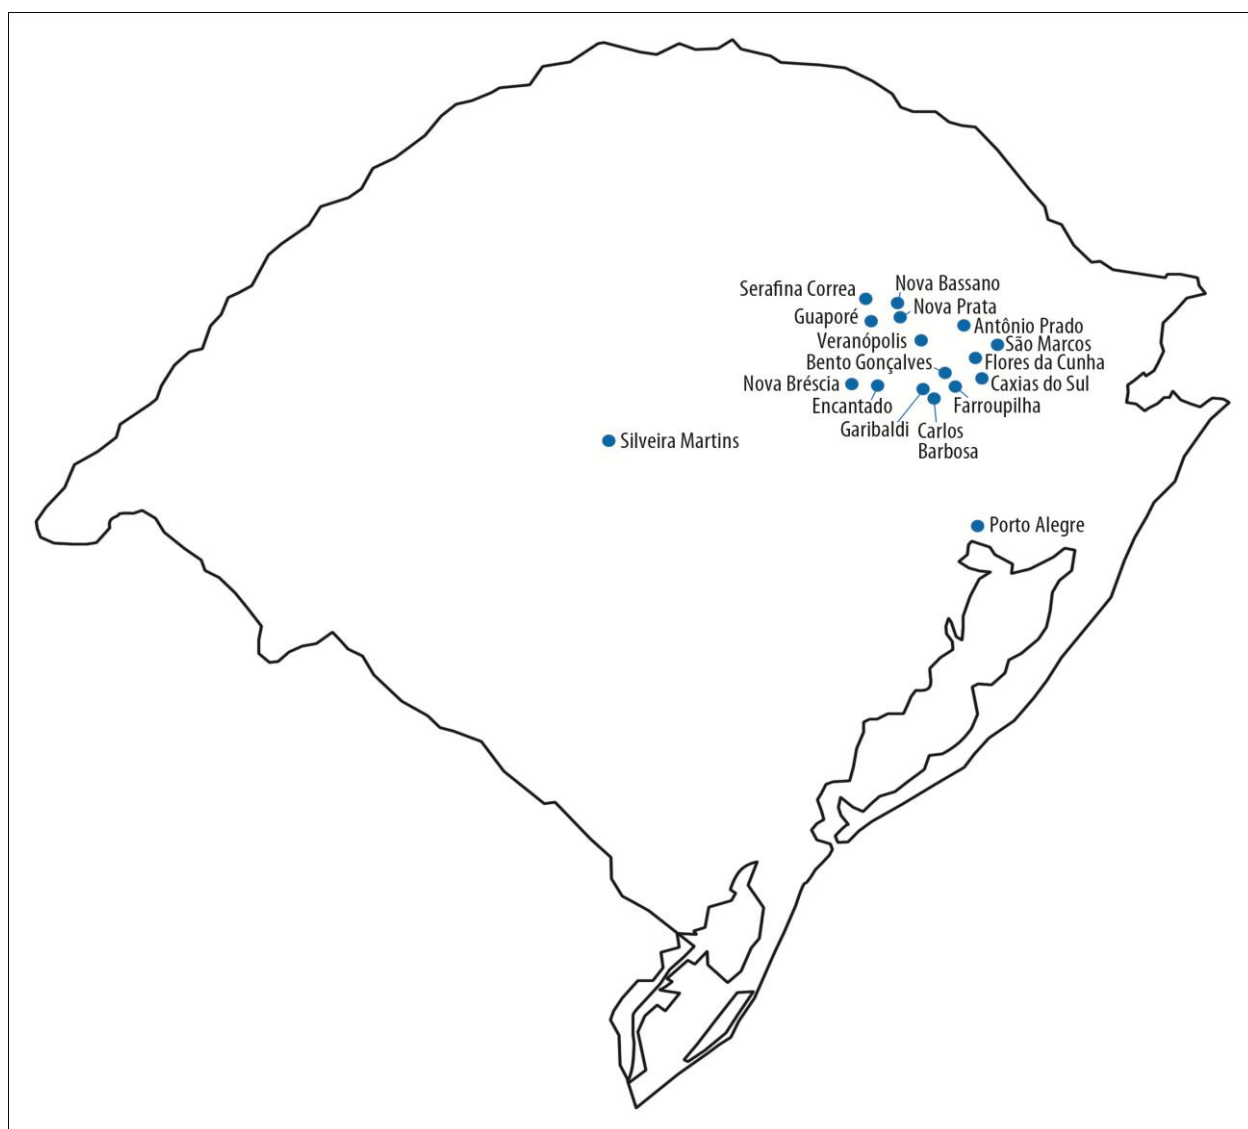 Nova Bassano
Serafina Correa
Nova Prata
Guaporé
Antônio Prado
Veranópolis
São Marcos
Bento Gonçalves
Flores da Cunha
Nova Bréscia
Caxias do Sul
Encantado
Farroupilha
Garibaldi
Carlos
Barbosa
Silveira Martins
Porto Alegre